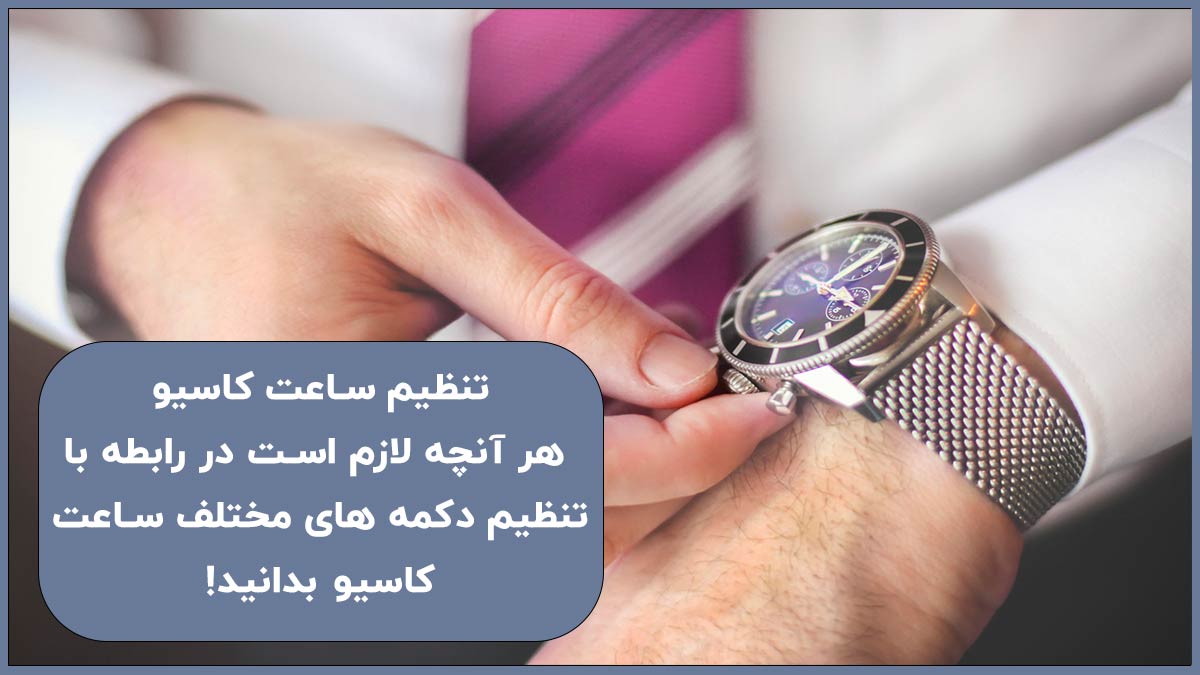 تنظیم ساعت کاسیو
هر آنچه لازم است در رابطه با
تنظیم دکمه های مختلف ساعت
کاسیو بدانید!